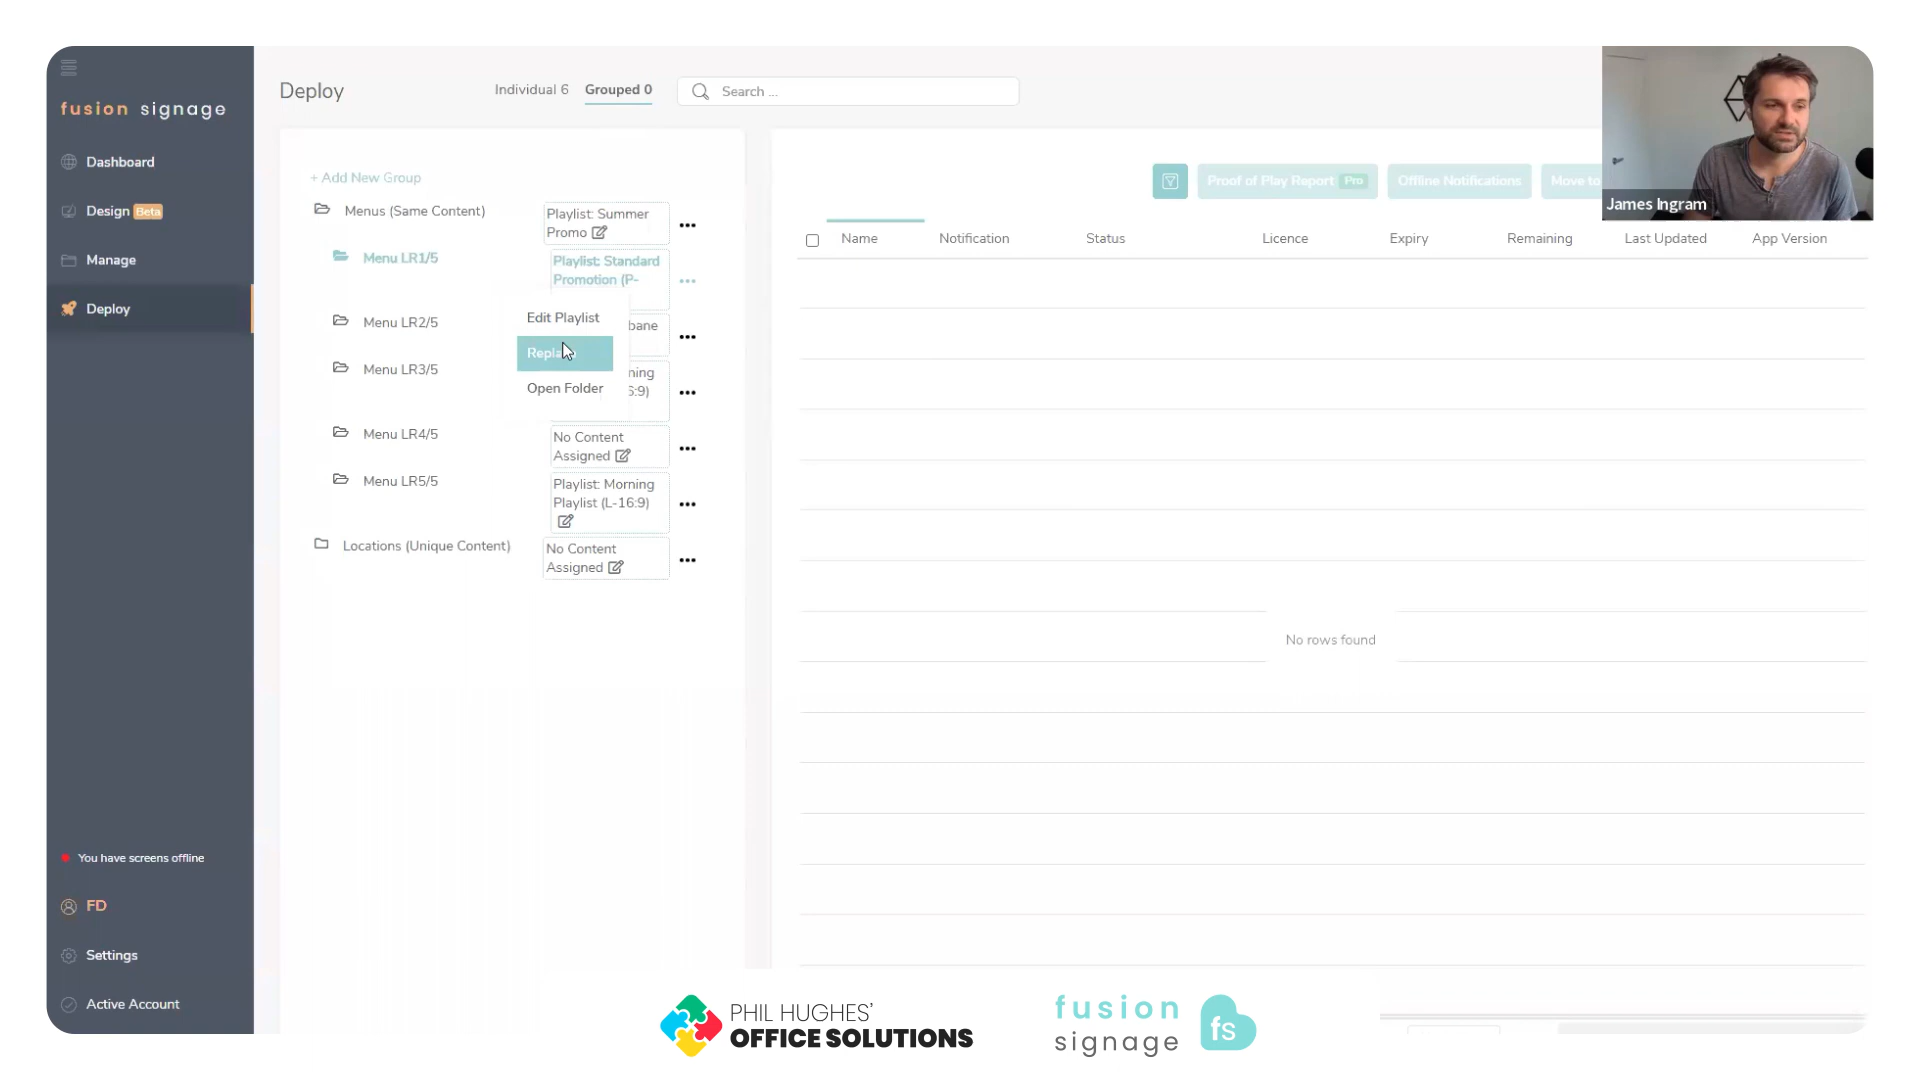 fusion signage
Dashboard
Design Beta
Manage
Deploy
You have screens offline
FD
Settings
Active Account
Deploy
Individual 6
Grouped 0
Search ...
+ Add New Group
Menus (Same Content)
Playlist: Summer
Promo
Menu LR1/5
Playlist: Standard
Promotion (P-
Edit Playlist
Open Folder
Menu LR2/5
Menu LR3/5
6:9)
Menu LR4/5
No Content
Assigned
Menu LR5/5
Playlist: Morning
Playlist (L-16:9)
Locations (Unique Content)
No Content
Assigned
Proof of Play Report Pro
Offline Notifications
Move to
James Ingram
Name
Notification
Status
Licence
Expiry
Remaining
Last Updated
App Version
No rows found
PHIL HUGHES'
OFFICE SOLUTIONS
fusion
signage
fs